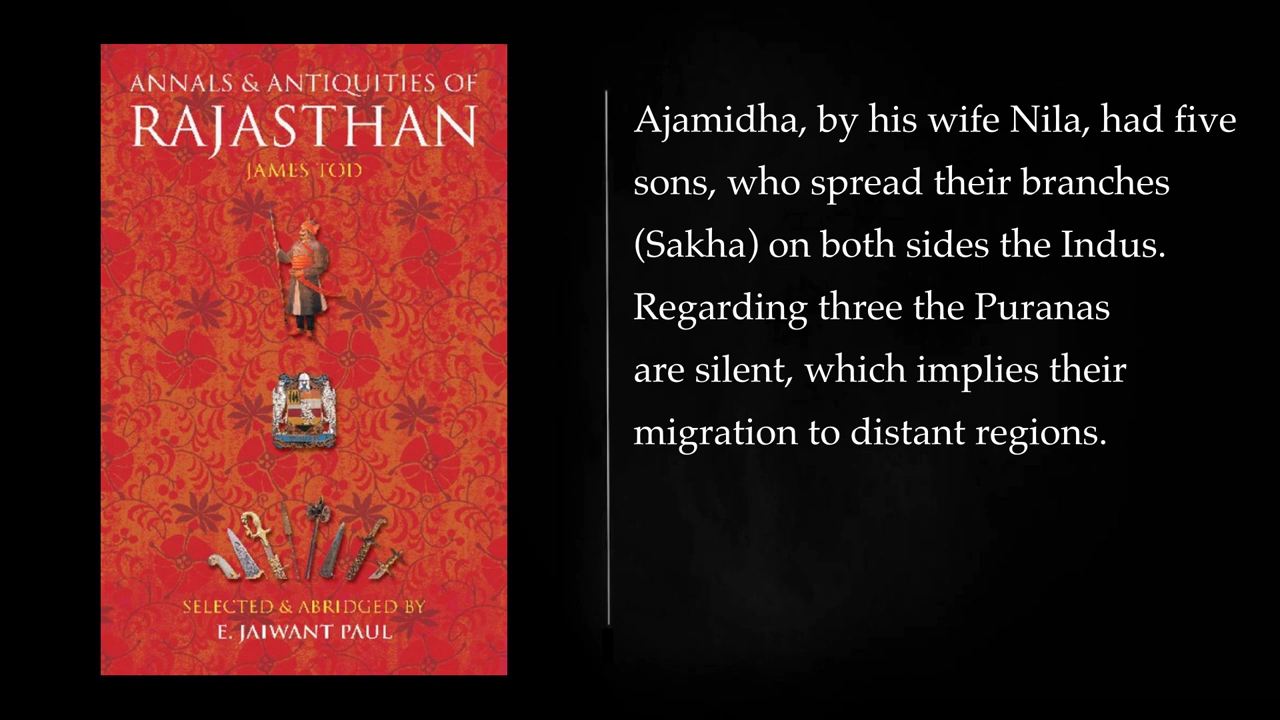 ANNALS & ANTIQUITIES OF
RAJASTHAN
JAMES TOD
SELECTED & ABRIDGED BY
E. JAIWANT PAUL
Ajamidha, by his wife Nila, had five
sons, who spread their branches
(Sakha) on both sides the Indus.
Regarding three the Puranas
are silent, which implies their
migration to distant regions.